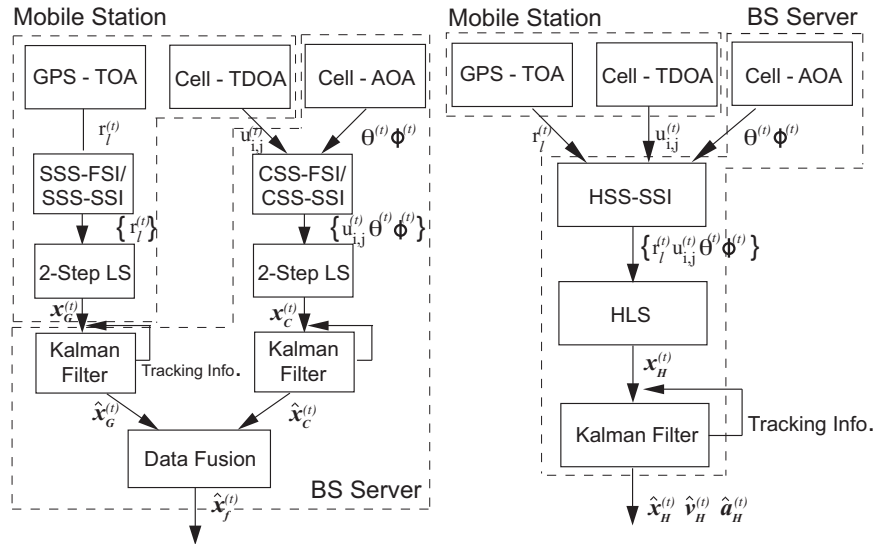 Mobile Station
GPS - TOA
Cell - TDOA
Cell - AOA
r_l^(t)
u_i,j^(t)
θ^(t) ϕ^(t)
SSS-FSI/
SSS-SSI
CSS-FSI/
CSS-SSI
{r_l^(t)}
{u_i,j^(t) θ^(t) ϕ^(t)}
2-Step LS
2-Step LS
x_G^(t)
x_C^(t)
Kalman
Filter
Tracking Info.
Kalman
Filter
x̂_G^(t)
x̂_C^(t)
Data Fusion
BS Server
x̂_f^(t)
Mobile Station
BS Server
GPS - TOA
Cell - TDOA
Cell - AOA
r_l^(t)
u_i,j^(t)
θ^(t) ϕ^(t)
HSS-SSI
{r_l^(t) u_i,j^(t) θ^(t) ϕ^(t)}
HLS
x_H^(t)
Kalman Filter
Tracking Info.
x̂_H^(t) v̂_H^(t) â_H^(t)